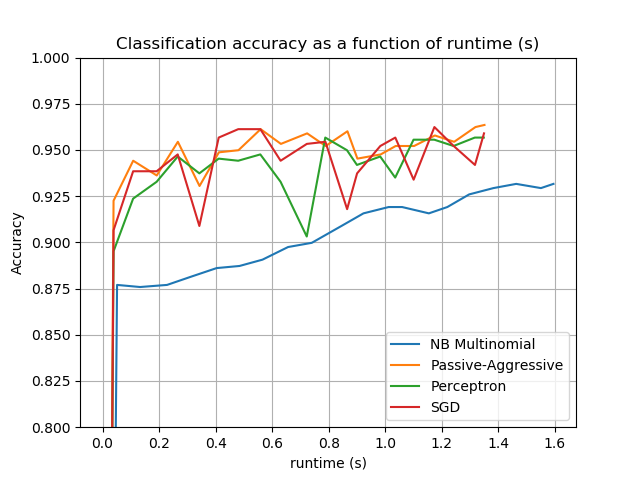 Classification accuracy as a function of runtime (s)
1.000
0.975
0.950
0.925
0.900
0.875
0.850
0.825
0.800
Accuracy
NB Multinomial
Passive-Aggressive
Perceptron
SGD
0.0 0.2 0.4 0.6 0.8 1.0 1.2 1.4 1.6
runtime (s)